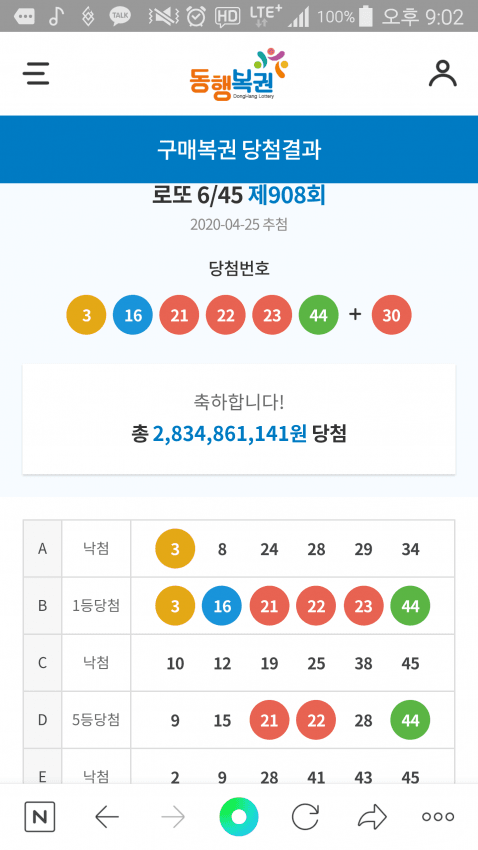 TALK HD LTE+ 100% 오후 9:02
동행복권
DongHang Lottery
구매복권 당첨결과
로또 6/45 제908회
2020-04-25 추첨
당첨번호
3 16 21 22 23 44 + 30
축하합니다!
총 2,834,861,141원 당첨
A 낙첨 3 8 24 28 29 34
B 1등당첨 3 16 21 22 23 44
C 낙첨 10 12 19 25 38 45
D 5등당첨 9 15 21 22 28 44
E 낙첨 2 9 28 41 43 45
N